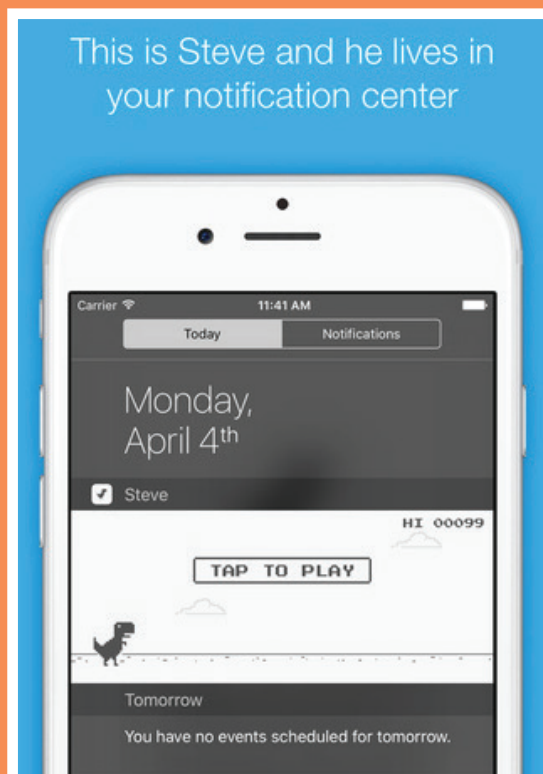 This is Steve and he lives in
your notification center
Carrier 11:41 AM
Today Notifications
Monday,
April 4th
Steve
HI 00099
TAP TO PLAY
Tomorrow
You have no events scheduled for tomorrow.